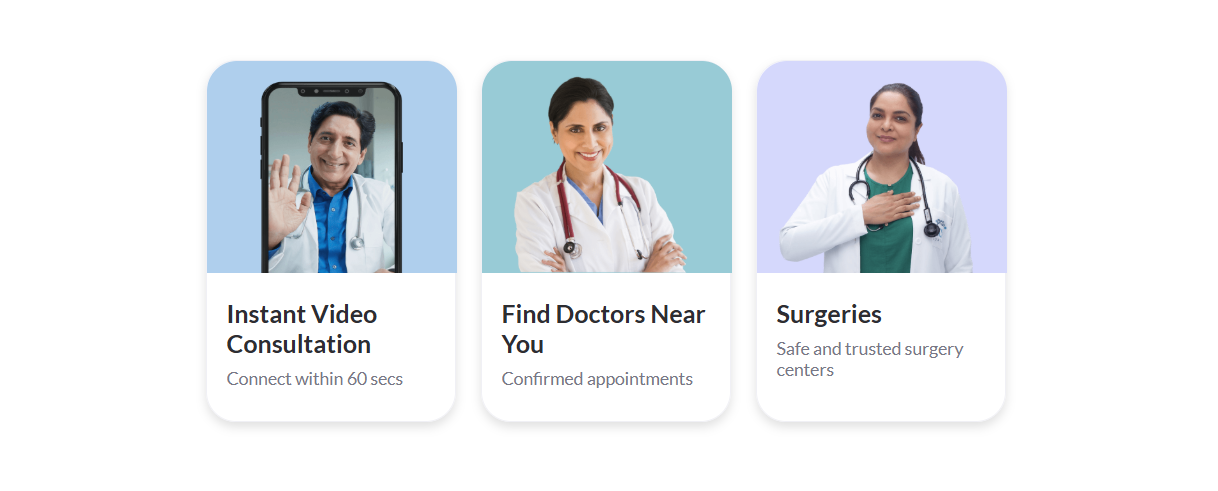 Instant Video
Consultation
Connect within 60 secs
Find Doctors Near
You
Confirmed appointments
Surgeries
Safe and trusted surgery
centers